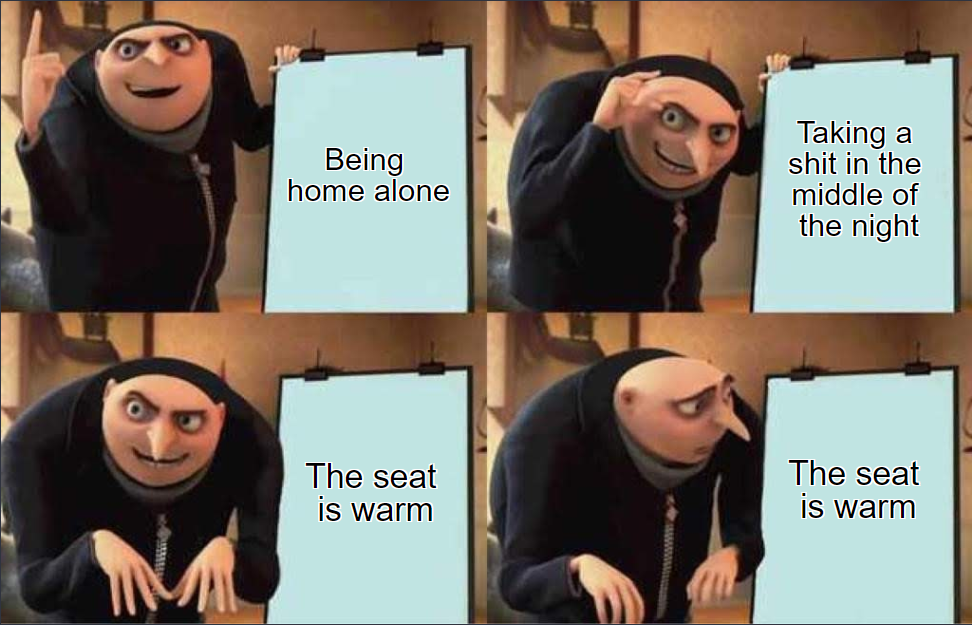 Being
home alone
Taking a
shit in the
middle of
the night
The seat
is warm
The seat
is warm